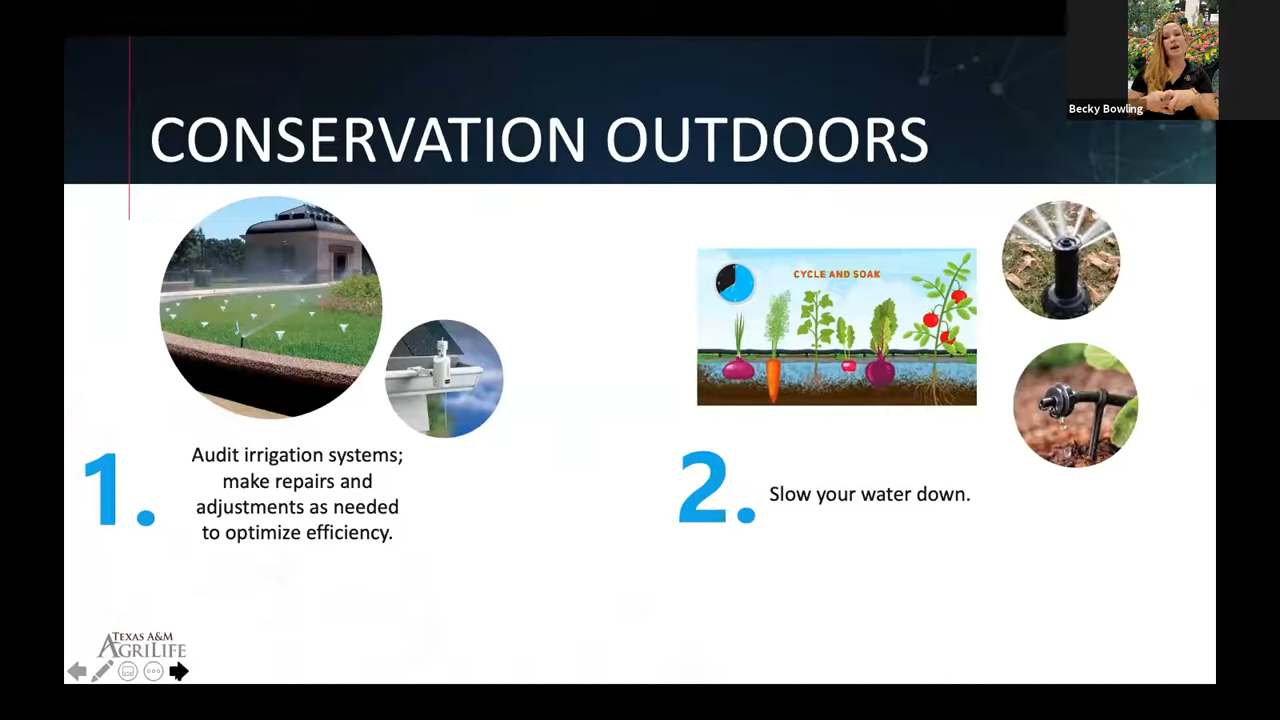 CONSERVATION OUTDOORS
Becky Bowling
CYCLE AND SOAK
1.
Audit irrigation systems;
make repairs and
adjustments as needed
to optimize efficiency.
2.
Slow your water down.
TEXAS A&M
AGRILIFE